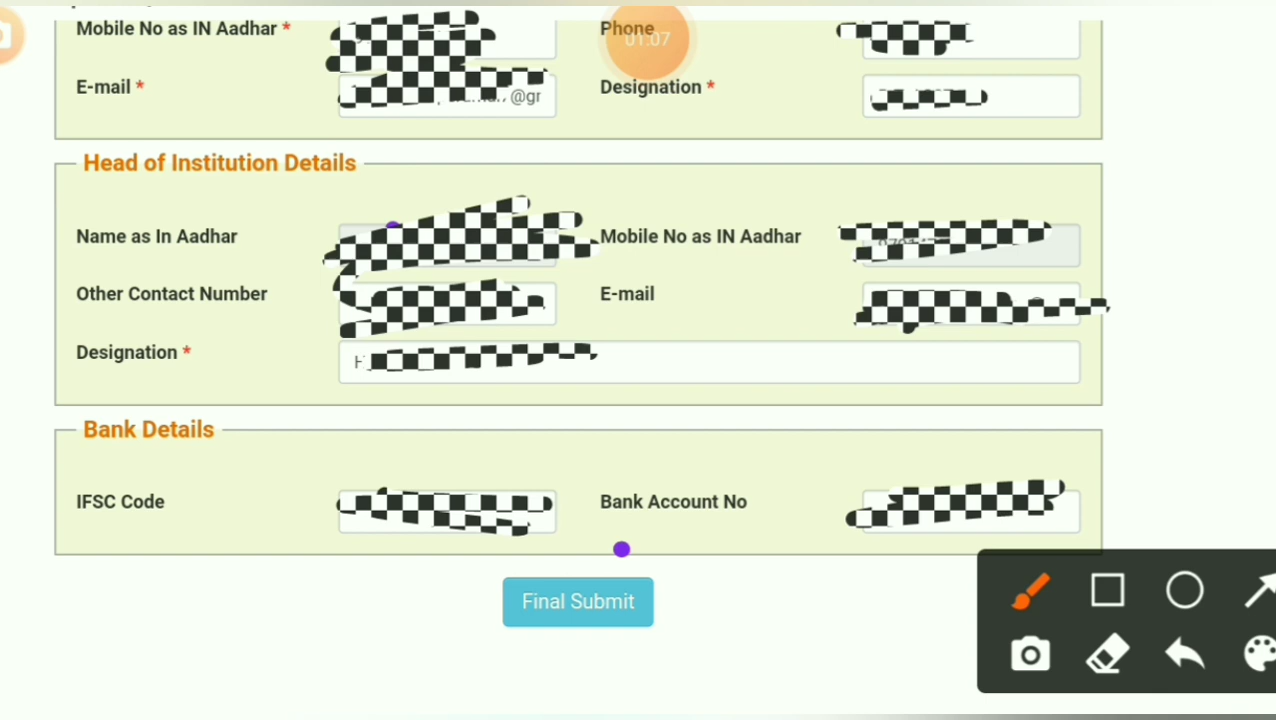 Mobile No as IN Aadhar * Phone
01:07
E-mail * @gr Designation *
Head of Institution Details
Name as In Aadhar Mobile No as IN Aadhar
Other Contact Number E-mail
Designation * H
Bank Details
IFSC Code Bank Account No
Final Submit